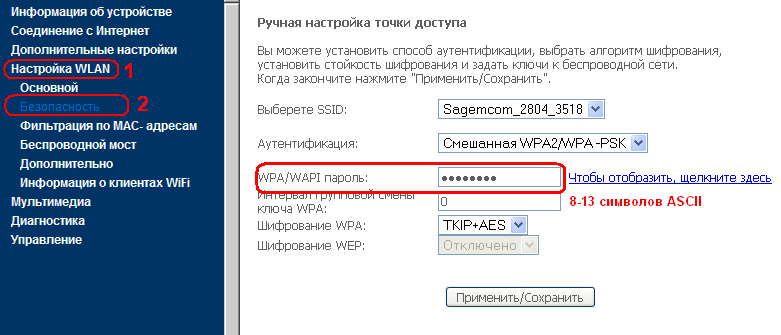 Информация об устройстве
Соединение с Интернет
Дополнительные настройки
Настройка WLAN 1
Основной
Безопасность 2
Фильтрация по MAC- адресам
Беспроводной мост
Дополнительно
Информация о клиентах WiFi
Мультимедиа
Диагностика
Управление
Ручная настройка точки доступа
Вы можете установить способ аутентификации, выбрать алгоритм шифрования,
установить стойкость шифрования и задать ключи к беспроводной сети.
Когда закончите нажмите "Применить/Сохранить".
Выберете SSID: Sagemcom_2804_3518
Аутентификация: Смешанная WPA2/WPA -PSK
WPA/WAPI пароль: •••••••• Чтобы отобразить, щелкните здесь
Интервал групповой смены
ключа WPA: 0 8-13 символов ASCII
Шифрование WPA: TKIP+AES
Шифрование WEP: Отключено
Применить/Сохранить